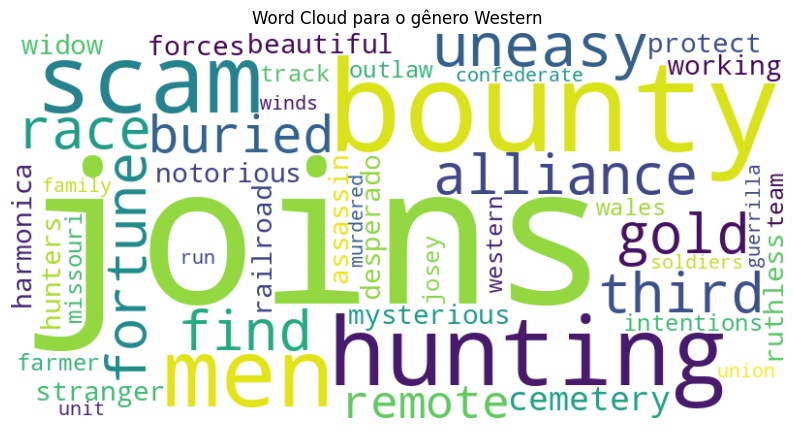 Word Cloud para o gênero Western
widow
forces
beautiful
uneasy
protect
scam
track
outlaw
confederate
working
winds
bounty
race
buried
fortune
notorious
alliance
joins
harmonica
family
hunters
missouri
run
railroad
assassin
murdered
desperado
josey
western
wales
gold
guerrilla
team
soldiers
ruthless
third
find
mysterious
intentions
men
hunting
farmer
stranger
unit
remote
cemetery
union